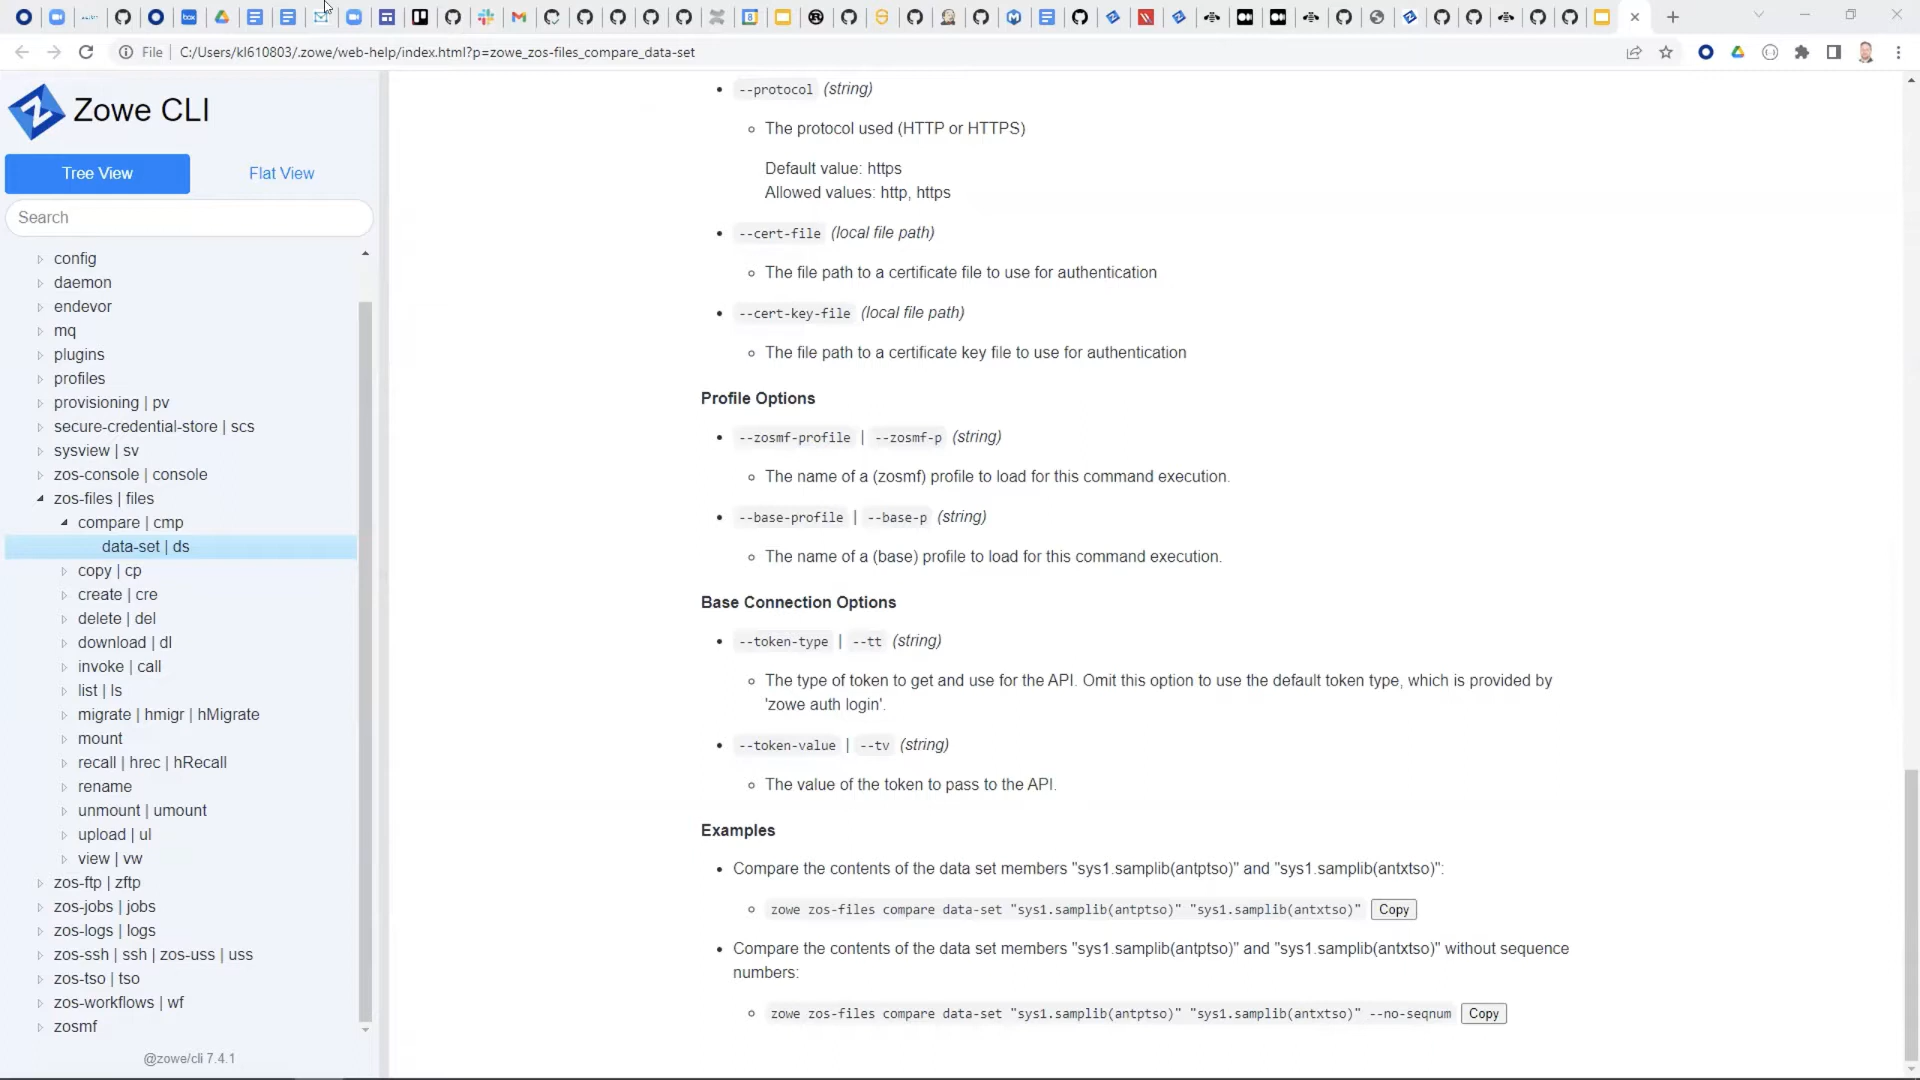 File
C:/Users/kl610803/.zowe/web-help/index.html?p=zowe_zos-files_compare_data-set
Zowe CLI
Tree View
Flat View
Search
config
daemon
endevor
mq
plugins
profiles
provisioning | pv
secure-credential-store | scs
sysview | sv
zos-console | console
zos-files | files
compare | cmp
data-set | ds
copy | cp
create | cre
delete | del
download | dl
invoke | call
list | ls
migrate | hmigr | hMigrate
mount
recall | hrec | hRecall
rename
unmount | umount
upload | ul
view | vw
zos-ftp | zftp
zos-jobs | jobs
zos-logs | logs
zos-ssh | ssh | zos-uss | uss
zos-tso | tso
zos-workflows | wf
zosmf
@zowe/cli 7.4.1
--protocol (string)
The protocol used (HTTP or HTTPS)
Default value: https
Allowed values: http, https
--cert-file (local file path)
The file path to a certificate file to use for authentication
--cert-key-file (local file path)
The file path to a certificate key file to use for authentication
Profile Options
--zosmf-profile | --zosmf-p (string)
The name of a (zosmf) profile to load for this command execution.
--base-profile | --base-p (string)
The name of a (base) profile to load for this command execution.
Base Connection Options
--token-type | --tt (string)
The type of token to get and use for the API. Omit this option to use the default token type, which is provided by
'zowe auth login'.
--token-value | --tv (string)
The value of the token to pass to the API.
Examples
Compare the contents of the data set members "sys1.samplib(antptso)" and "sys1.samplib(antxtso)":
zowe zos-files compare data-set "sys1.samplib(antptso)" "sys1.samplib(antxtso)" Copy
Compare the contents of the data set members "sys1.samplib(antptso)" and "sys1.samplib(antxtso)" without sequence
numbers:
zowe zos-files compare data-set "sys1.samplib(antptso)" "sys1.samplib(antxtso)" --no-seqnum Copy